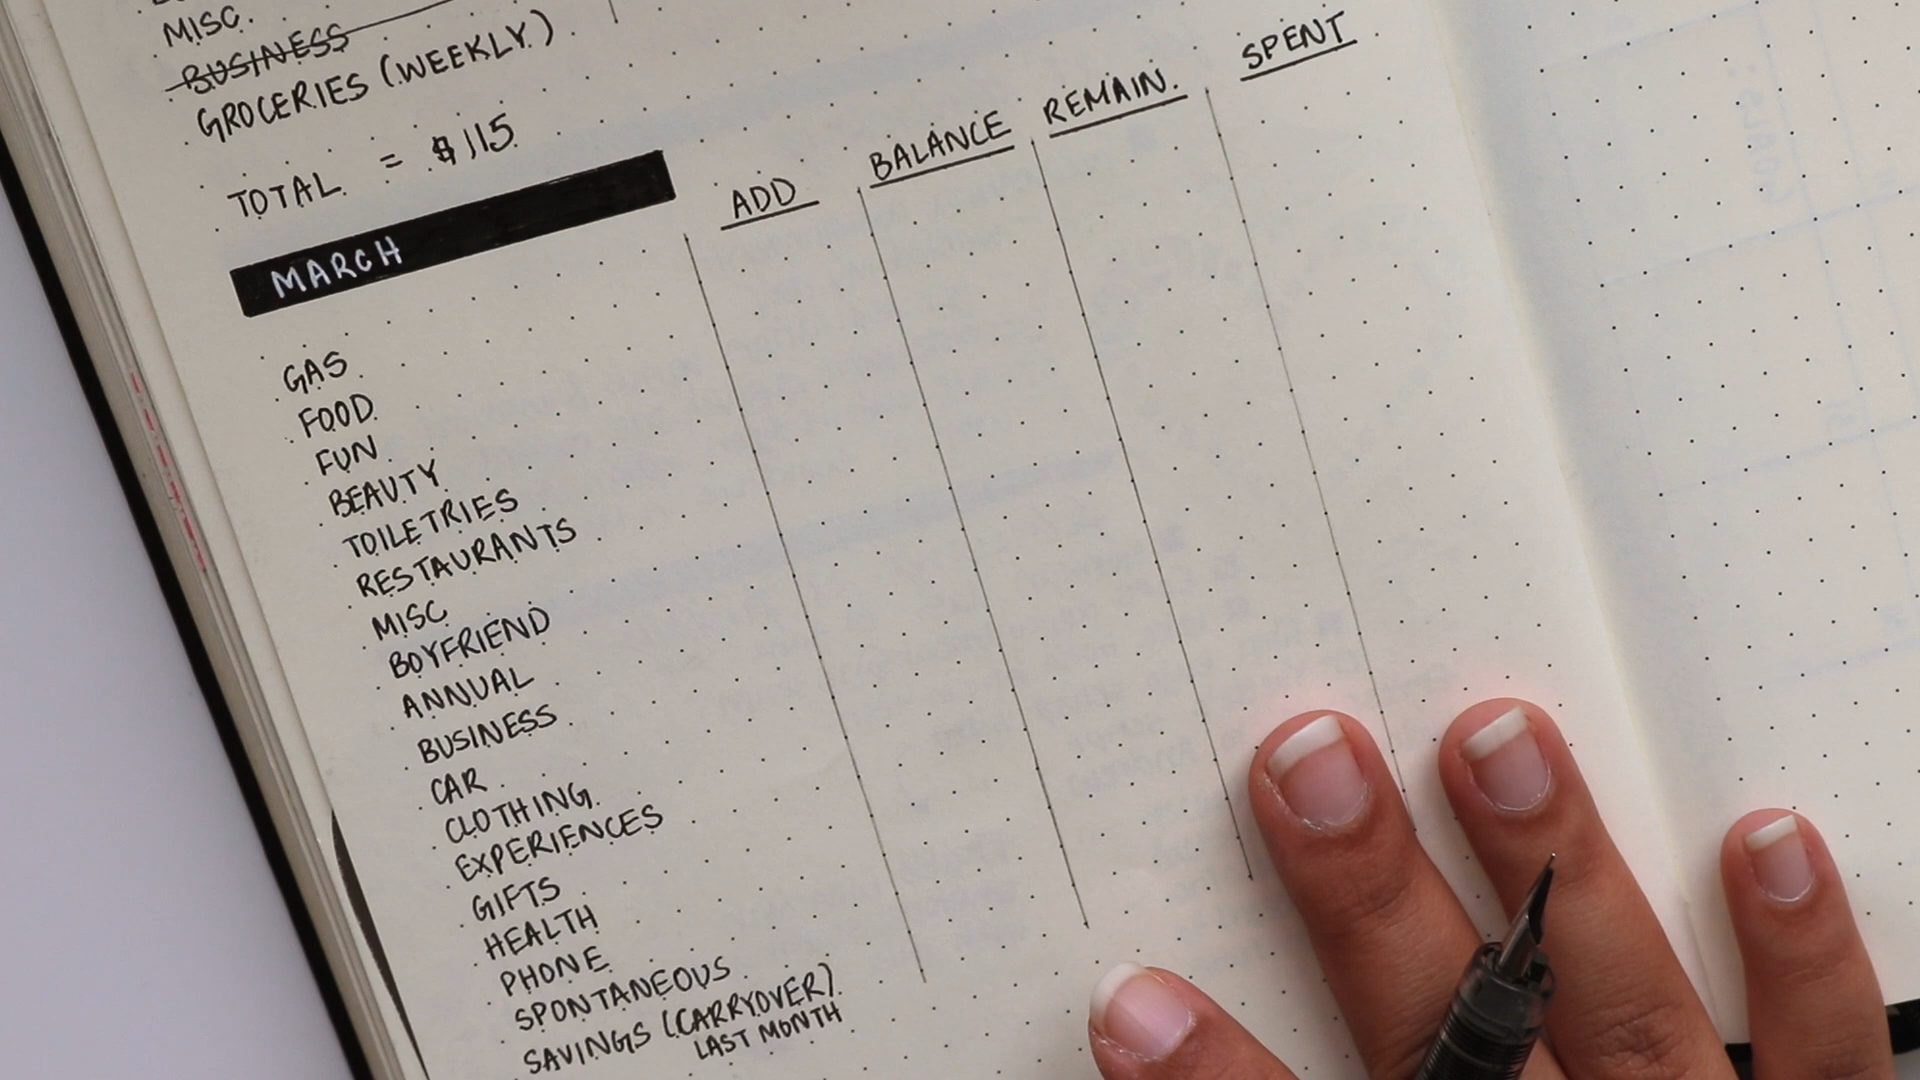 MISC.
BUSINESS
GROCERIES (WEEKLY)
TOTAL = $115
MARCH
ADD BALANCE REMAIN. SPENT
GAS
FOOD
FUN
BEAUTY
TOILETRIES
RESTAURANTS
MISC
BOYFRIEND
ANNUAL
BUSINESS
CAR
CLOTHING
EXPERIENCES
GIFTS
HEALTH
PHONE
SPONTANEOUS
SAVINGS (CARRYOVER)
LAST MONTH